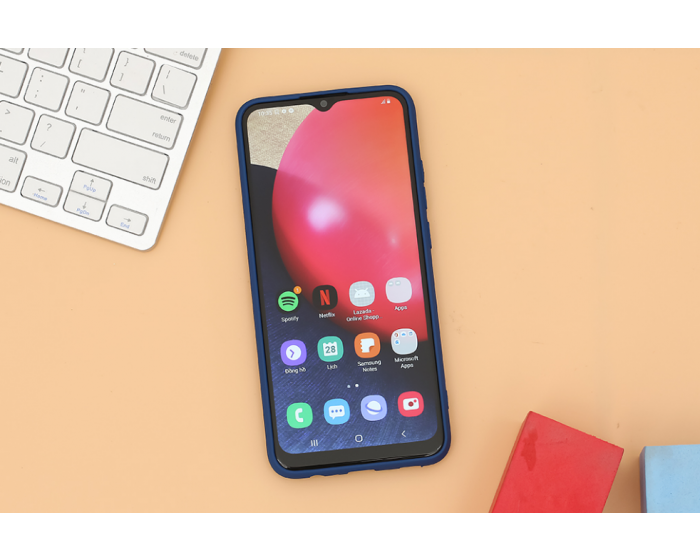 delete
{
[
}
]
|
\
:
;
"
'
enter
return
>
.
?
/
shift
alt
PgUp
Home
PgDn
End
Spotify
Netflix
Lazada -
Online Shopp
Apps
Đồng hồ
28
Lịch
Samsung
Notes
Microsoft
Apps